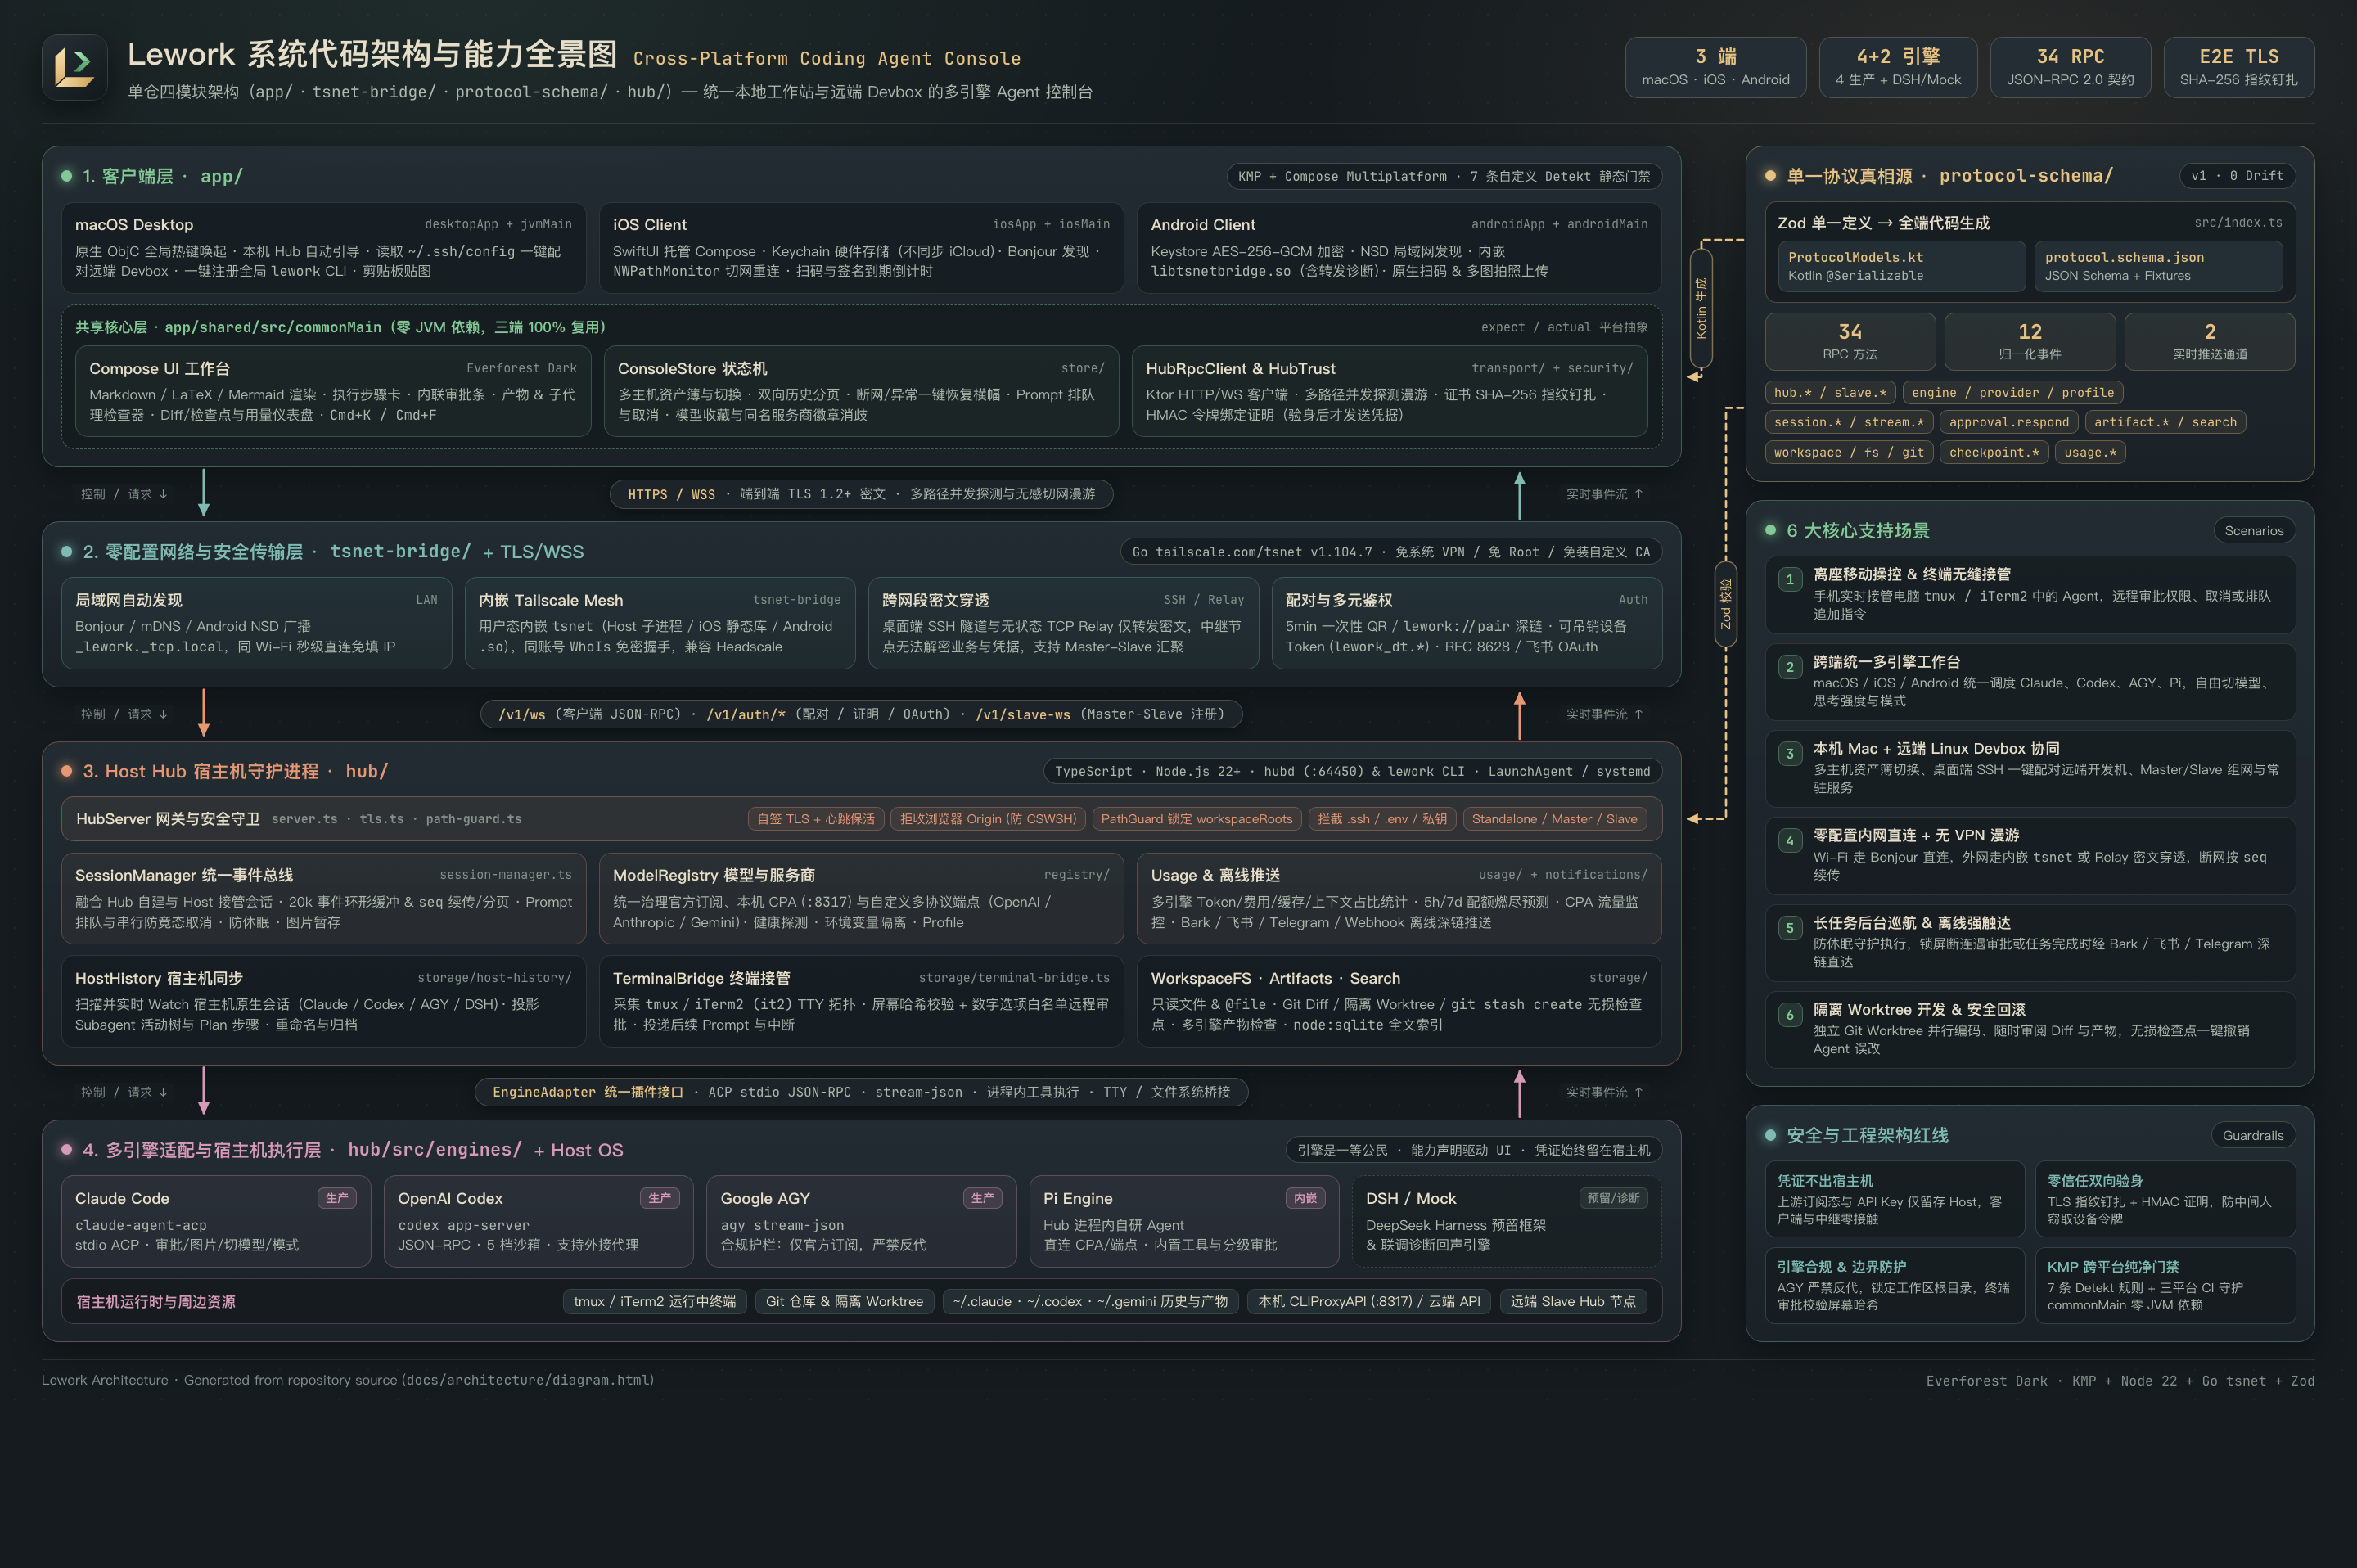 Lework 系统代码架构与能力全景图 Cross-Platform Coding Agent Console
单仓四模块架构（app/ · tsnet-bridge/ · protocol-schema/ · hub/）— 统一本地工作站与远端 Devbox 的多引擎 Agent 控制台
3 端
macOS · iOS · Android
4+2 引擎
4 生产 + DSH/Mock
34 RPC
JSON-RPC 2.0 契约
E2E TLS
SHA-256 指纹钉扎
1. 客户端层 · app/
KMP + Compose Multiplatform · 7 条自定义 Detekt 静态门禁
macOS Desktop
desktopApp + jvmMain
原生 ObjC 全局热键唤起 · 本机 Hub 自动引导 · 读取 ~/.ssh/config 一键配
对远端 Devbox · 一键注册全局 lework CLI · 剪贴板贴图
iOS Client
iosApp + iosMain
SwiftUI 托管 Compose · Keychain 硬件存储（不同步 iCloud）· Bonjour 发现 ·
NWPathMonitor 切网重连 · 扫码与签名到期倒计时
Android Client
androidApp + androidMain
Keystore AES-256-GCM 加密 · NSD 局域网发现 · 内嵌
libtsnetbridge.so（含转发诊断）· 原生扫码 & 多图拍照上传
共享核心层 · app/shared/src/commonMain（零 JVM 依赖，三端 100% 复用）
expect / actual 平台抽象
Compose UI 工作台
Everforest Dark
Markdown / LaTeX / Mermaid 渲染 · 执行步骤卡 · 内联审批条 · 产物 & 子代
理检查器 · Diff/检查点与用量仪表盘 · Cmd+K / Cmd+F
ConsoleStore 状态机
store/
多主机资产簿与切换 · 双向历史分页 · 断网/异常一键恢复横幅 · Prompt 排队
与取消 · 模型收藏与同名服务商徽章消歧
HubRpcClient & HubTrust
transport/ + security/
Ktor HTTP/WS 客户端 · 多路径并发探测漫游 · 证书 SHA-256 指纹钉扎 ·
HMAC 令牌绑定证明（验身后才发送凭据）
控制 / 请求 ↓
HTTPS / WSS · 端到端 TLS 1.2+ 密文 · 多路径并发探测与无感切网漫游
实时事件流 ↑
2. 零配置网络与安全传输层 · tsnet-bridge/ + TLS/WSS
Go tailscale.com/tsnet v1.104.7 · 免系统 VPN / 免 Root / 免装自定义 CA
局域网自动发现
LAN
Bonjour / mDNS / Android NSD 广播
_lework._tcp.local，同 Wi-Fi 秒级直连免填 IP
内嵌 Tailscale Mesh
tsnet-bridge
用户态内嵌 tsnet（Host 子进程 / iOS 静态库 / Android
.so），同账号 WhoIs 免密握手，兼容 Headscale
跨网段密文穿透
SSH / Relay
桌面端 SSH 隧道与无状态 TCP Relay 仅转发密文，中继节
点无法解密业务与凭据，支持 Master-Slave 汇聚
配对与多元鉴权
Auth
5min 一次性 QR / lework://pair 深链 · 可吊销设备
Token (lework_dt.*) · RFC 8628 / 飞书 OAuth
控制 / 请求 ↓
/v1/ws (客户端 JSON-RPC) · /v1/auth/* (配对 / 证明 / OAuth) · /v1/slave-ws (Master-Slave 注册)
实时事件流 ↑
3. Host Hub 宿主机守护进程 · hub/
TypeScript · Node.js 22+ · hubd (:64450) & lework CLI · LaunchAgent / systemd
HubServer 网关与安全守卫 server.ts · tls.ts · path-guard.ts
自签 TLS + 心跳保活
拒收浏览器 Origin (防 CSWSH)
PathGuard 锁定 workspaceRoots
拦截 .ssh / .env / 私钥
Standalone / Master / Slave
SessionManager 统一事件总线
session-manager.ts
融合 Hub 自建与 Host 接管会话 · 20k 事件环形缓冲 & seq 续传/分页 · Prompt
排队与串行防竞态取消 · 防休眠 · 图片暂存
ModelRegistry 模型与服务商
registry/
统一治理官方订阅、本机 CPA (:8317) 与自定义多协议端点（OpenAI /
Anthropic / Gemini）· 健康探测 · 环境变量隔离 · Profile
Usage & 离线推送
usage/ + notifications/
多引擎 Token/费用/缓存/上下文占比统计 · 5h/7d 配额燃尽预测 · CPA 流量监
控 · Bark / 飞书 / Telegram / Webhook 离线深链推送
HostHistory 宿主机同步
storage/host-history/
扫描并实时 Watch 宿主机原生会话（Claude / Codex / AGY / DSH）· 投影
Subagent 活动树与 Plan 步骤 · 重命名与归档
TerminalBridge 终端接管
storage/terminal-bridge.ts
采集 tmux / iTerm2 (it2) TTY 拓扑 · 屏幕哈希校验 + 数字选项白名单远程审
批 · 投递后续 Prompt 与中断
WorkspaceFS · Artifacts · Search
storage/
只读文件 & @file · Git Diff / 隔离 Worktree / git stash create 无损检查
点 · 多引擎产物检查 · node:sqlite 全文索引
控制 / 请求 ↓
EngineAdapter 统一插件接口 · ACP stdio JSON-RPC · stream-json · 进程内工具执行 · TTY / 文件系统桥接
实时事件流 ↑
4. 多引擎适配与宿主机执行层 · hub/src/engines/ + Host OS
引擎是一等公民 · 能力声明驱动 UI · 凭证始终留在宿主机
Claude Code
生产
claude-agent-acp
stdio ACP · 审批/图片/切模型/模式
OpenAI Codex
生产
codex app-server
JSON-RPC · 5 档沙箱 · 支持外接代理
Google AGY
生产
agy stream-json
合规护栏：仅官方订阅，严禁反代
Pi Engine
内嵌
Hub 进程内自研 Agent
直连 CPA/端点 · 内置工具与分级审批
DSH / Mock
预留/诊断
DeepSeek Harness 预留框架
& 联调诊断回声引擎
宿主机运行时与周边资源
tmux / iTerm2 运行中终端
Git 仓库 & 隔离 Worktree
~/.claude · ~/.codex · ~/.gemini 历史与产物
本机 CLIProxyAPI (:8317) / 云端 API
远端 Slave Hub 节点
Kotlin 生成
Zod 校验
单一协议真相源 · protocol-schema/
v1 · 0 Drift
Zod 单一定义 → 全端代码生成
src/index.ts
ProtocolModels.kt
Kotlin @Serializable
protocol.schema.json
JSON Schema + Fixtures
34
RPC 方法
12
归一化事件
2
实时推送通道
hub.* / slave.*
engine / provider / profile
session.* / stream.*
approval.respond
artifact.* / search
workspace / fs / git
checkpoint.*
usage.*
6 大核心支持场景
Scenarios
1
离座移动操控 & 终端无缝接管
手机实时接管电脑 tmux / iTerm2 中的 Agent，远程审批权限、取消或排队
追加指令
2
跨端统一多引擎工作台
macOS / iOS / Android 统一调度 Claude、Codex、AGY、Pi，自由切模型、
思考强度与模式
3
本机 Mac + 远端 Linux Devbox 协同
多主机资产簿切换、桌面端 SSH 一键配对远端开发机、Master/Slave 组网与常
驻服务
4
零配置内网直连 + 无 VPN 漫游
Wi-Fi 走 Bonjour 直连，外网走内嵌 tsnet 或 Relay 密文穿透，断网按 seq
续传
5
长任务后台巡航 & 离线强触达
防休眠守护执行，锁屏断连遇审批或任务完成时经 Bark / 飞书 / Telegram 深
链直达
6
隔离 Worktree 开发 & 安全回滚
独立 Git Worktree 并行编码、随时审阅 Diff 与产物，无损检查点一键撤销
Agent 误改
安全与工程架构红线
Guardrails
凭证不出宿主机
上游订阅态与 API Key 仅留存 Host，客
户端与中继零接触
零信任双向验身
TLS 指纹钉扎 + HMAC 证明，防中间人
窃取设备令牌
引擎合规 & 边界防护
AGY 严禁反代，锁定工作区根目录，终端
审批校验屏幕哈希
KMP 跨平台纯净门禁
7 条 Detekt 规则 + 三平台 CI 守护
commonMain 零 JVM 依赖
Lework Architecture · Generated from repository source (docs/architecture/diagram.html)
Everforest Dark · KMP + Node 22 + Go tsnet + Zod